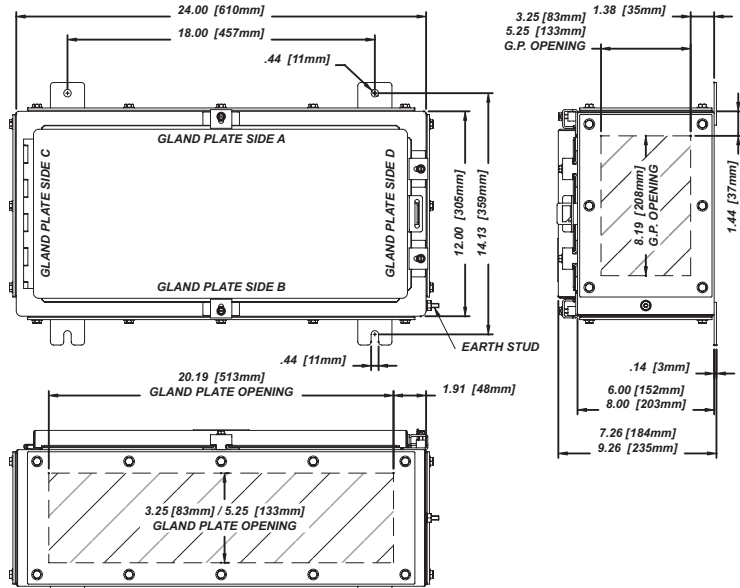 24.00 [610mm]
18.00 [457mm]
.44 [11mm]
3.25 [83mm]
5.25 [133mm]
G.P. OPENING
1.38 [35mm]
GLAND PLATE SIDE A
GLAND PLATE SIDE C
GLAND PLATE SIDE D
GLAND PLATE SIDE B
12.00 [305mm]
14.13 [359mm]
8.19 [208mm]
G.P. OPENING
1.44 [37mm]
EARTH STUD
.44 [11mm]
20.19 [513mm]
GLAND PLATE OPENING
1.91 [48mm]
.14 [3mm]
6.00 [152mm]
8.00 [203mm]
7.26 [184mm]
9.26 [235mm]
3.25 [83mm] / 5.25 [133mm]
GLAND PLATE OPENING